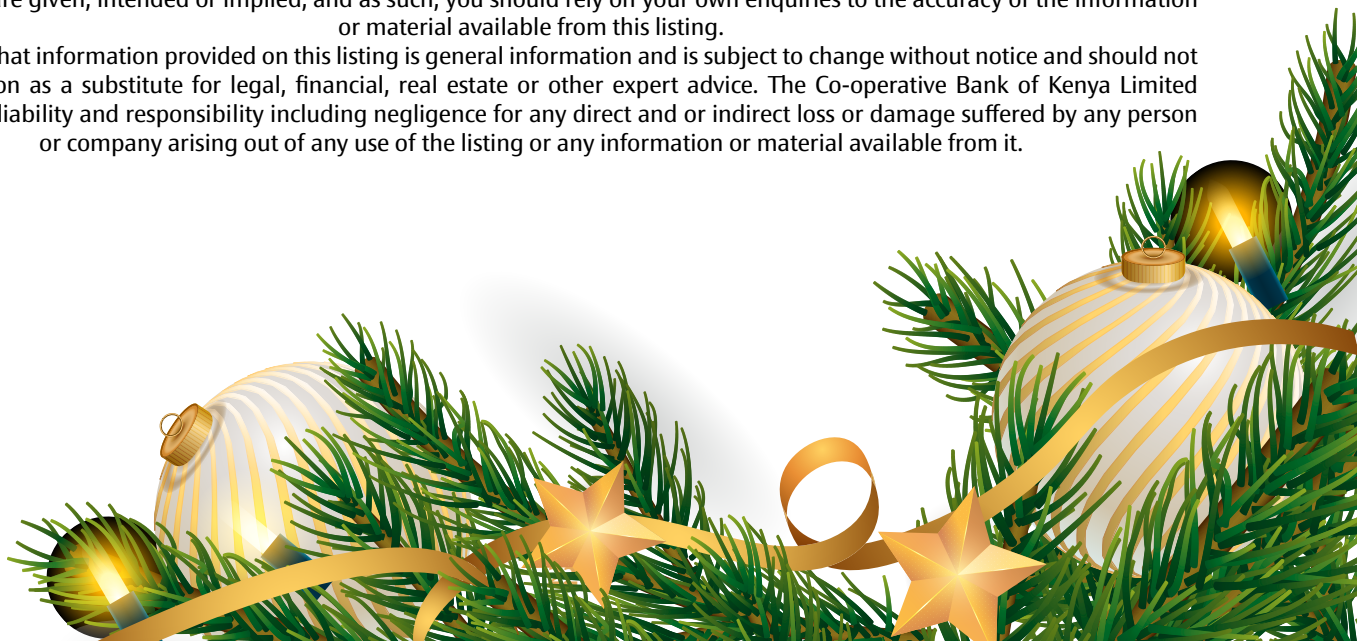 are given, intended or implied, and as such, you should rely on your own enquiries to the accuracy of the information
or material available from this listing.
hat information provided on this listing is general information and is subject to change without notice and should not
on as a substitute for legal, financial, real estate or other expert advice. The Co-operative Bank of Kenya Limited
liability and responsibility including negligence for any direct and or indirect loss or damage suffered by any person
or company arising out of any use of the listing or any information or material available from it.